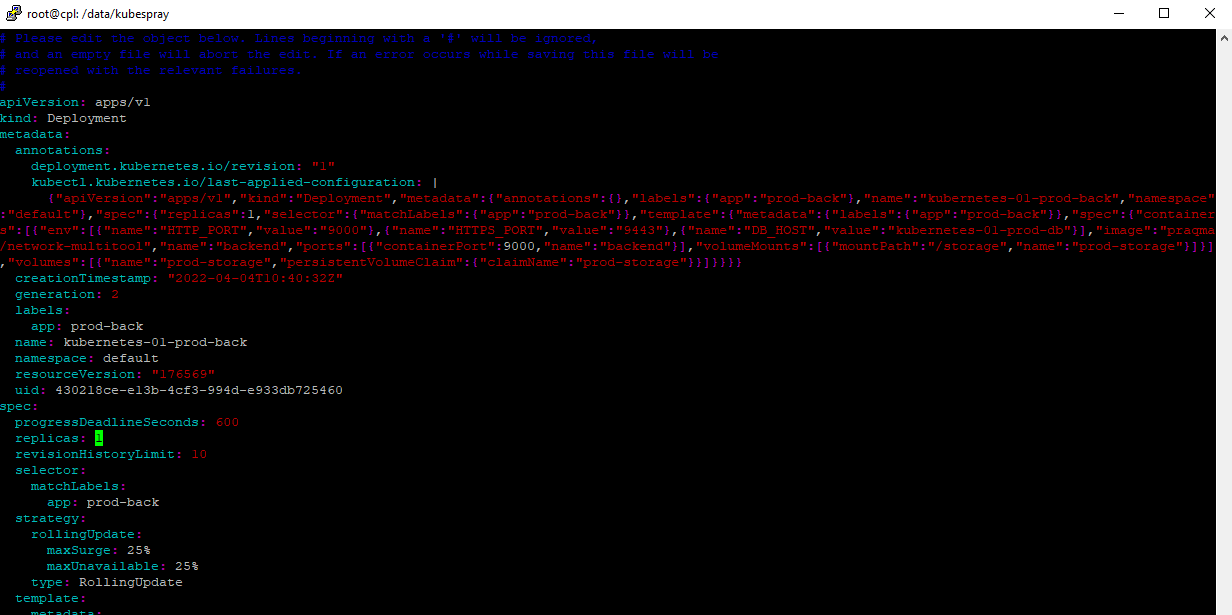 root@cpl: /data/kubespray
# Please edit the object below. Lines beginning with a '#' will be ignored,
# and an empty file will abort the edit. If an error occurs while saving this file will be
# reopened with the relevant failures.
#
apiVersion: apps/v1
kind: Deployment
metadata:
  annotations:
    deployment.kubernetes.io/revision: "1"
    kubectl.kubernetes.io/last-applied-configuration: |
      {"apiVersion":"apps/v1","kind":"Deployment","metadata":{"annotations":{},"labels":{"app":"prod-back"},"name":"kubernetes-01-prod-back","namespace"
:"default"},"spec":{"replicas":1,"selector":{"matchLabels":{"app":"prod-back"}},"template":{"metadata":{"labels":{"app":"prod-back"}},"spec":{"container
s":[{"env":[{"name":"HTTP_PORT","value":"9000"},{"name":"HTTPS_PORT","value":"9443"},{"name":"DB_HOST","value":"kubernetes-01-prod-db"}],"image":"pragma
/network-multitool","name":"backend","ports":[{"containerPort":9000,"name":"backend"}],"volumeMounts":[{"mountPath":"/storage","name":"prod-storage"}]}]
,"volumes":[{"name":"prod-storage","persistentVolumeClaim":{"claimName":"prod-storage"}}]}}}}
  creationTimestamp: "2022-04-04T10:40:32Z"
  generation: 2
  labels:
    app: prod-back
  name: kubernetes-01-prod-back
  namespace: default
  resourceVersion: "176569"
  uid: 430218ce-e13b-4cf3-994d-e933db725460
spec:
  progressDeadlineSeconds: 600
  replicas: 1
  revisionHistoryLimit: 10
  selector:
    matchLabels:
      app: prod-back
  strategy:
    rollingUpdate:
      maxSurge: 25%
      maxUnavailable: 25%
    type: RollingUpdate
  template:
    metadata: